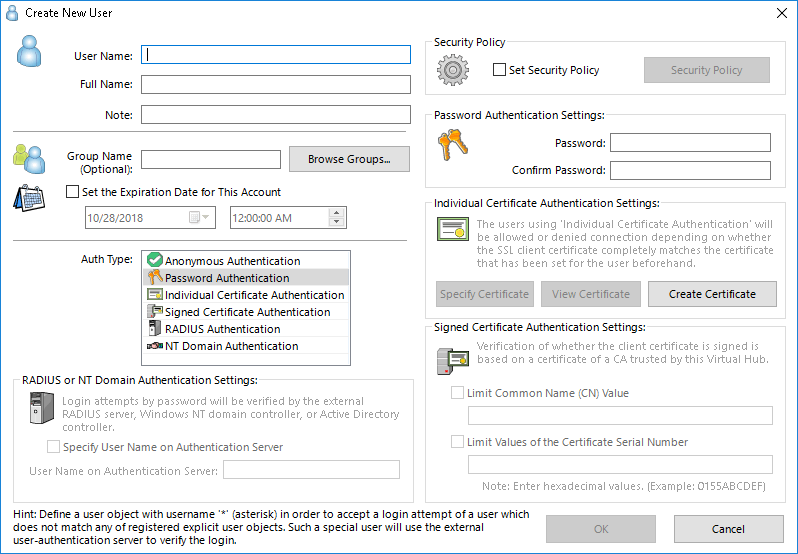 Create New User
User Name:
Full Name:
Note:
Group Name
(Optional):
Browse Groups...
Set the Expiration Date for This Account
10/28/2018
12:00:00 AM
Auth Type:
Anonymous Authentication
Password Authentication
Individual Certificate Authentication
Signed Certificate Authentication
RADIUS Authentication
NT Domain Authentication
RADIUS or NT Domain Authentication Settings:
Login attempts by password will be verified by the external
RADIUS server, Windows NT domain controller, or Active Directory
controller.
Specify User Name on Authentication Server
User Name on Authentication Server:
Security Policy
Set Security Policy
Security Policy
Password Authentication Settings:
Password:
Confirm Password:
Individual Certificate Authentication Settings:
The users using 'Individual Certificate Authentication' will
be allowed or denied connection depending on whether
the SSL client certificate completely matches the certificate
that has been set for the user beforehand.
Specify Certificate
View Certificate
Create Certificate
Signed Certificate Authentication Settings:
Verification of whether the client certificate is signed is
based on a certificate of a CA trusted by this Virtual Hub.
Limit Common Name (CN) Value
Limit Values of the Certificate Serial Number
Note: Enter hexadecimal values. (Example: 0155ABCDEF)
Hint: Define a user object with username '*' (asterisk) in order to accept a login attempt of a user which
does not match any of registered explicit user objects. Such a special user will use the external
user-authentication server to verify the login.
OK
Cancel